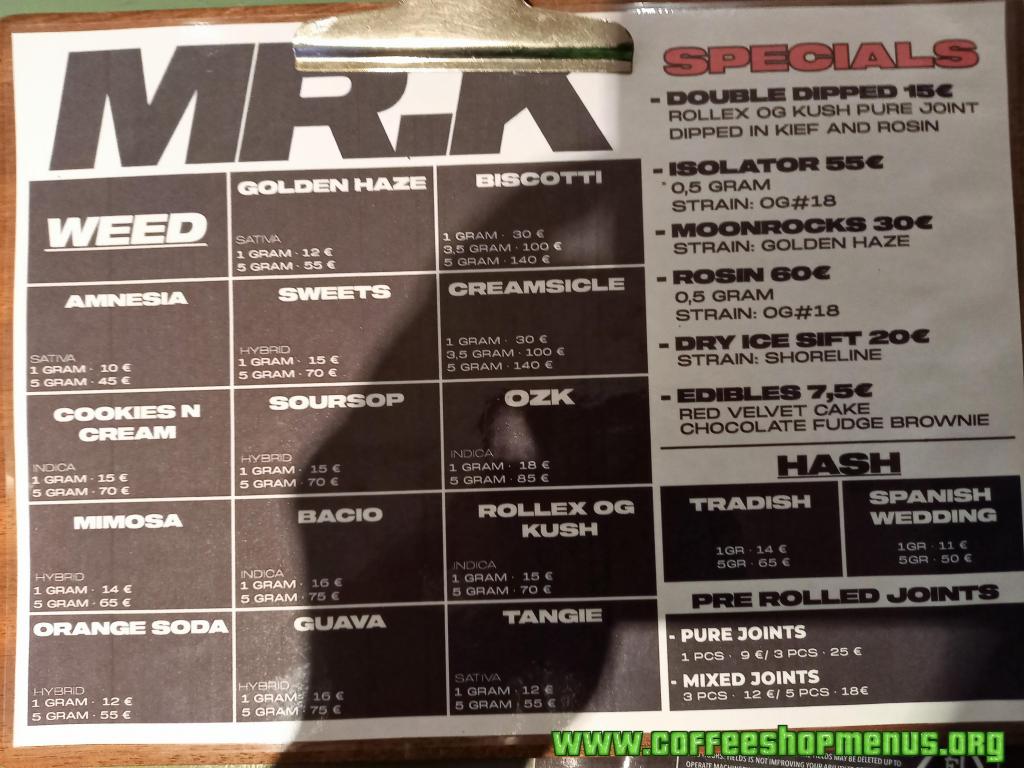 MR.K
WEED
GOLDEN HAZE
SATIVA
1 GRAM · 12 €
5 GRAM · 55 €
BISCOTTI
1 GRAM · 30 €
3,5 GRAM · 100 €
5 GRAM · 140 €
AMNESIA
SATIVA
1 GRAM · 10 €
5 GRAM · 45 €
SWEETS
HYBRID
1 GRAM · 15 €
5 GRAM · 70 €
CREAMSICLE
1 GRAM · 30 €
3,5 GRAM · 100 €
5 GRAM · 140 €
COOKIES N
CREAM
INDICA
1 GRAM · 15 €
5 GRAM · 70 €
SOURSOP
HYBRID
1 GRAM · 15 €
5 GRAM · 70 €
OZK
INDICA
1 GRAM · 18 €
5 GRAM · 85 €
MIMOSA
HYBRID
1 GRAM · 14 €
5 GRAM · 65 €
BACIO
INDICA
1 GRAM · 16 €
5 GRAM · 75 €
ROLLEX OG
KUSH
INDICA
1 GRAM · 15 €
5 GRAM · 70 €
ORANGE SODA
HYBRID
1 GRAM · 12 €
5 GRAM · 55 €
GUAVA
HYBRID
1 GRAM · 16 €
5 GRAM · 75 €
TANGIE
SATIVA
1 GRAM · 12 €
5 GRAM · 55 €
SPECIALS
- DOUBLE DIPPED 15€
ROLLEX OG KUSH PURE JOINT
DIPPED IN KIEF AND ROSIN
- ISOLATOR 55€
0,5 GRAM
STRAIN: OG#18
- MOONROCKS 30€
STRAIN: GOLDEN HAZE
- ROSIN 60€
0,5 GRAM
STRAIN: OG#18
- DRY ICE SIFT 20€
STRAIN: SHORELINE
- EDIBLES 7,5€
RED VELVET CAKE
CHOCOLATE FUDGE BROWNIE
HASH
TRADISH
1GR · 14 €
5GR · 65 €
SPANISH
WEDDING
1GR · 11 €
5GR · 50 €
PRE ROLLED JOINTS
- PURE JOINTS
1 PCS · 9 €/ 3 PCS · 25 €
- MIXED JOINTS
3 PCS · 12 €/ 5 PCS · 18€
www.coffeeshopmenus.org
IS NOT IMPROVING YOUR MAY BE DELETED UP TO
OPERATE